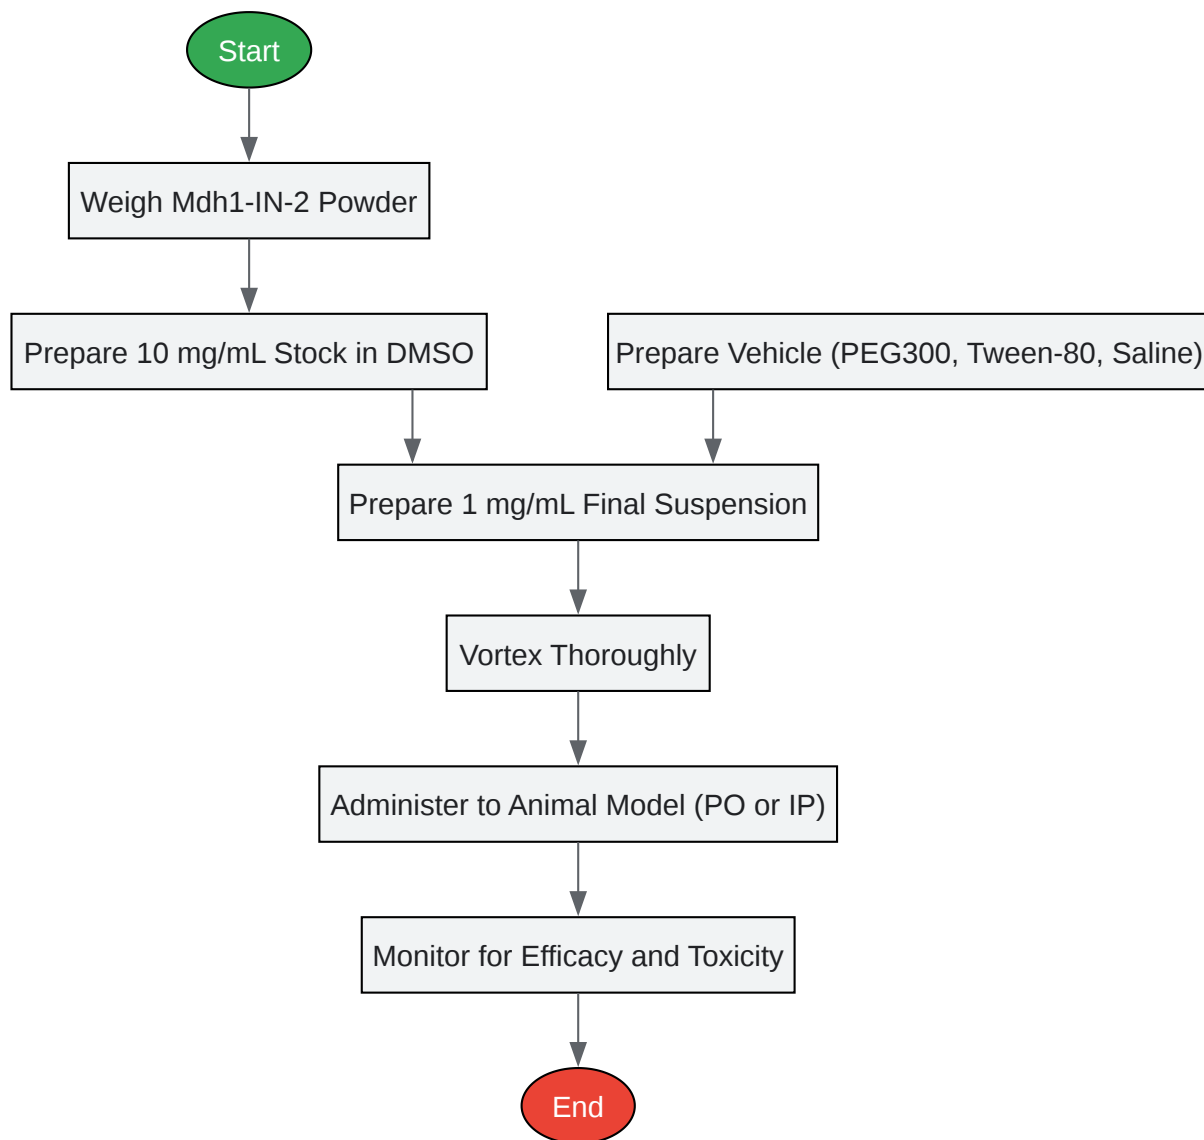 Start
Weigh Mdh1-IN-2 Powder
Prepare 10 mg/mL Stock in DMSO
Prepare Vehicle (PEG300, Tween-80, Saline)
Prepare 1 mg/mL Final Suspension
Vortex Thoroughly
Administer to Animal Model (PO or IP)
Monitor for Efficacy and Toxicity
End